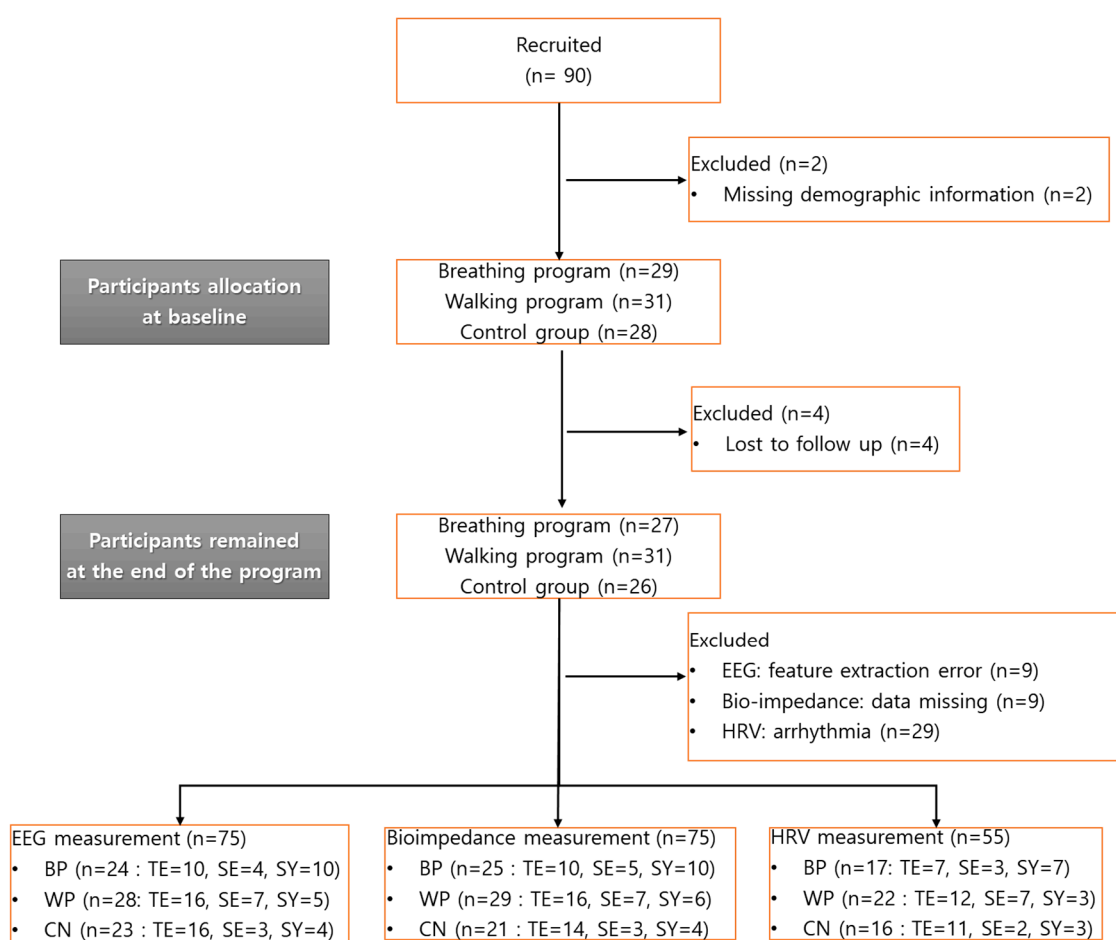 Recruited
(n= 90)
Excluded (n=2)
• Missing demographic information (n=2)
Participants allocation
at baseline
Breathing program (n=29)
Walking program (n=31)
Control group (n=28)
Excluded (n=4)
• Lost to follow up (n=4)
Participants remained
at the end of the program
Breathing program (n=27)
Walking program (n=31)
Control group (n=26)
Excluded
• EEG: feature extraction error (n=9)
• Bio-impedance: data missing (n=9)
• HRV: arrhythmia (n=29)
EEG measurement (n=75)
• BP (n=24 : TE=10, SE=4, SY=10)
• WP (n=28: TE=16, SE=7, SY=5)
• CN (n=23 : TE=16, SE=3, SY=4)
Bioimpedance measurement (n=75)
• BP (n=25 : TE=10, SE=5, SY=10)
• WP (n=29 : TE=16, SE=7, SY=6)
• CN (n=21 : TE=14, SE=3, SY=4)
HRV measurement (n=55)
• BP (n=17: TE=7, SE=3, SY=7)
• WP (n=22 : TE=12, SE=7, SY=3)
• CN (n=16 : TE=11, SE=2, SY=3)